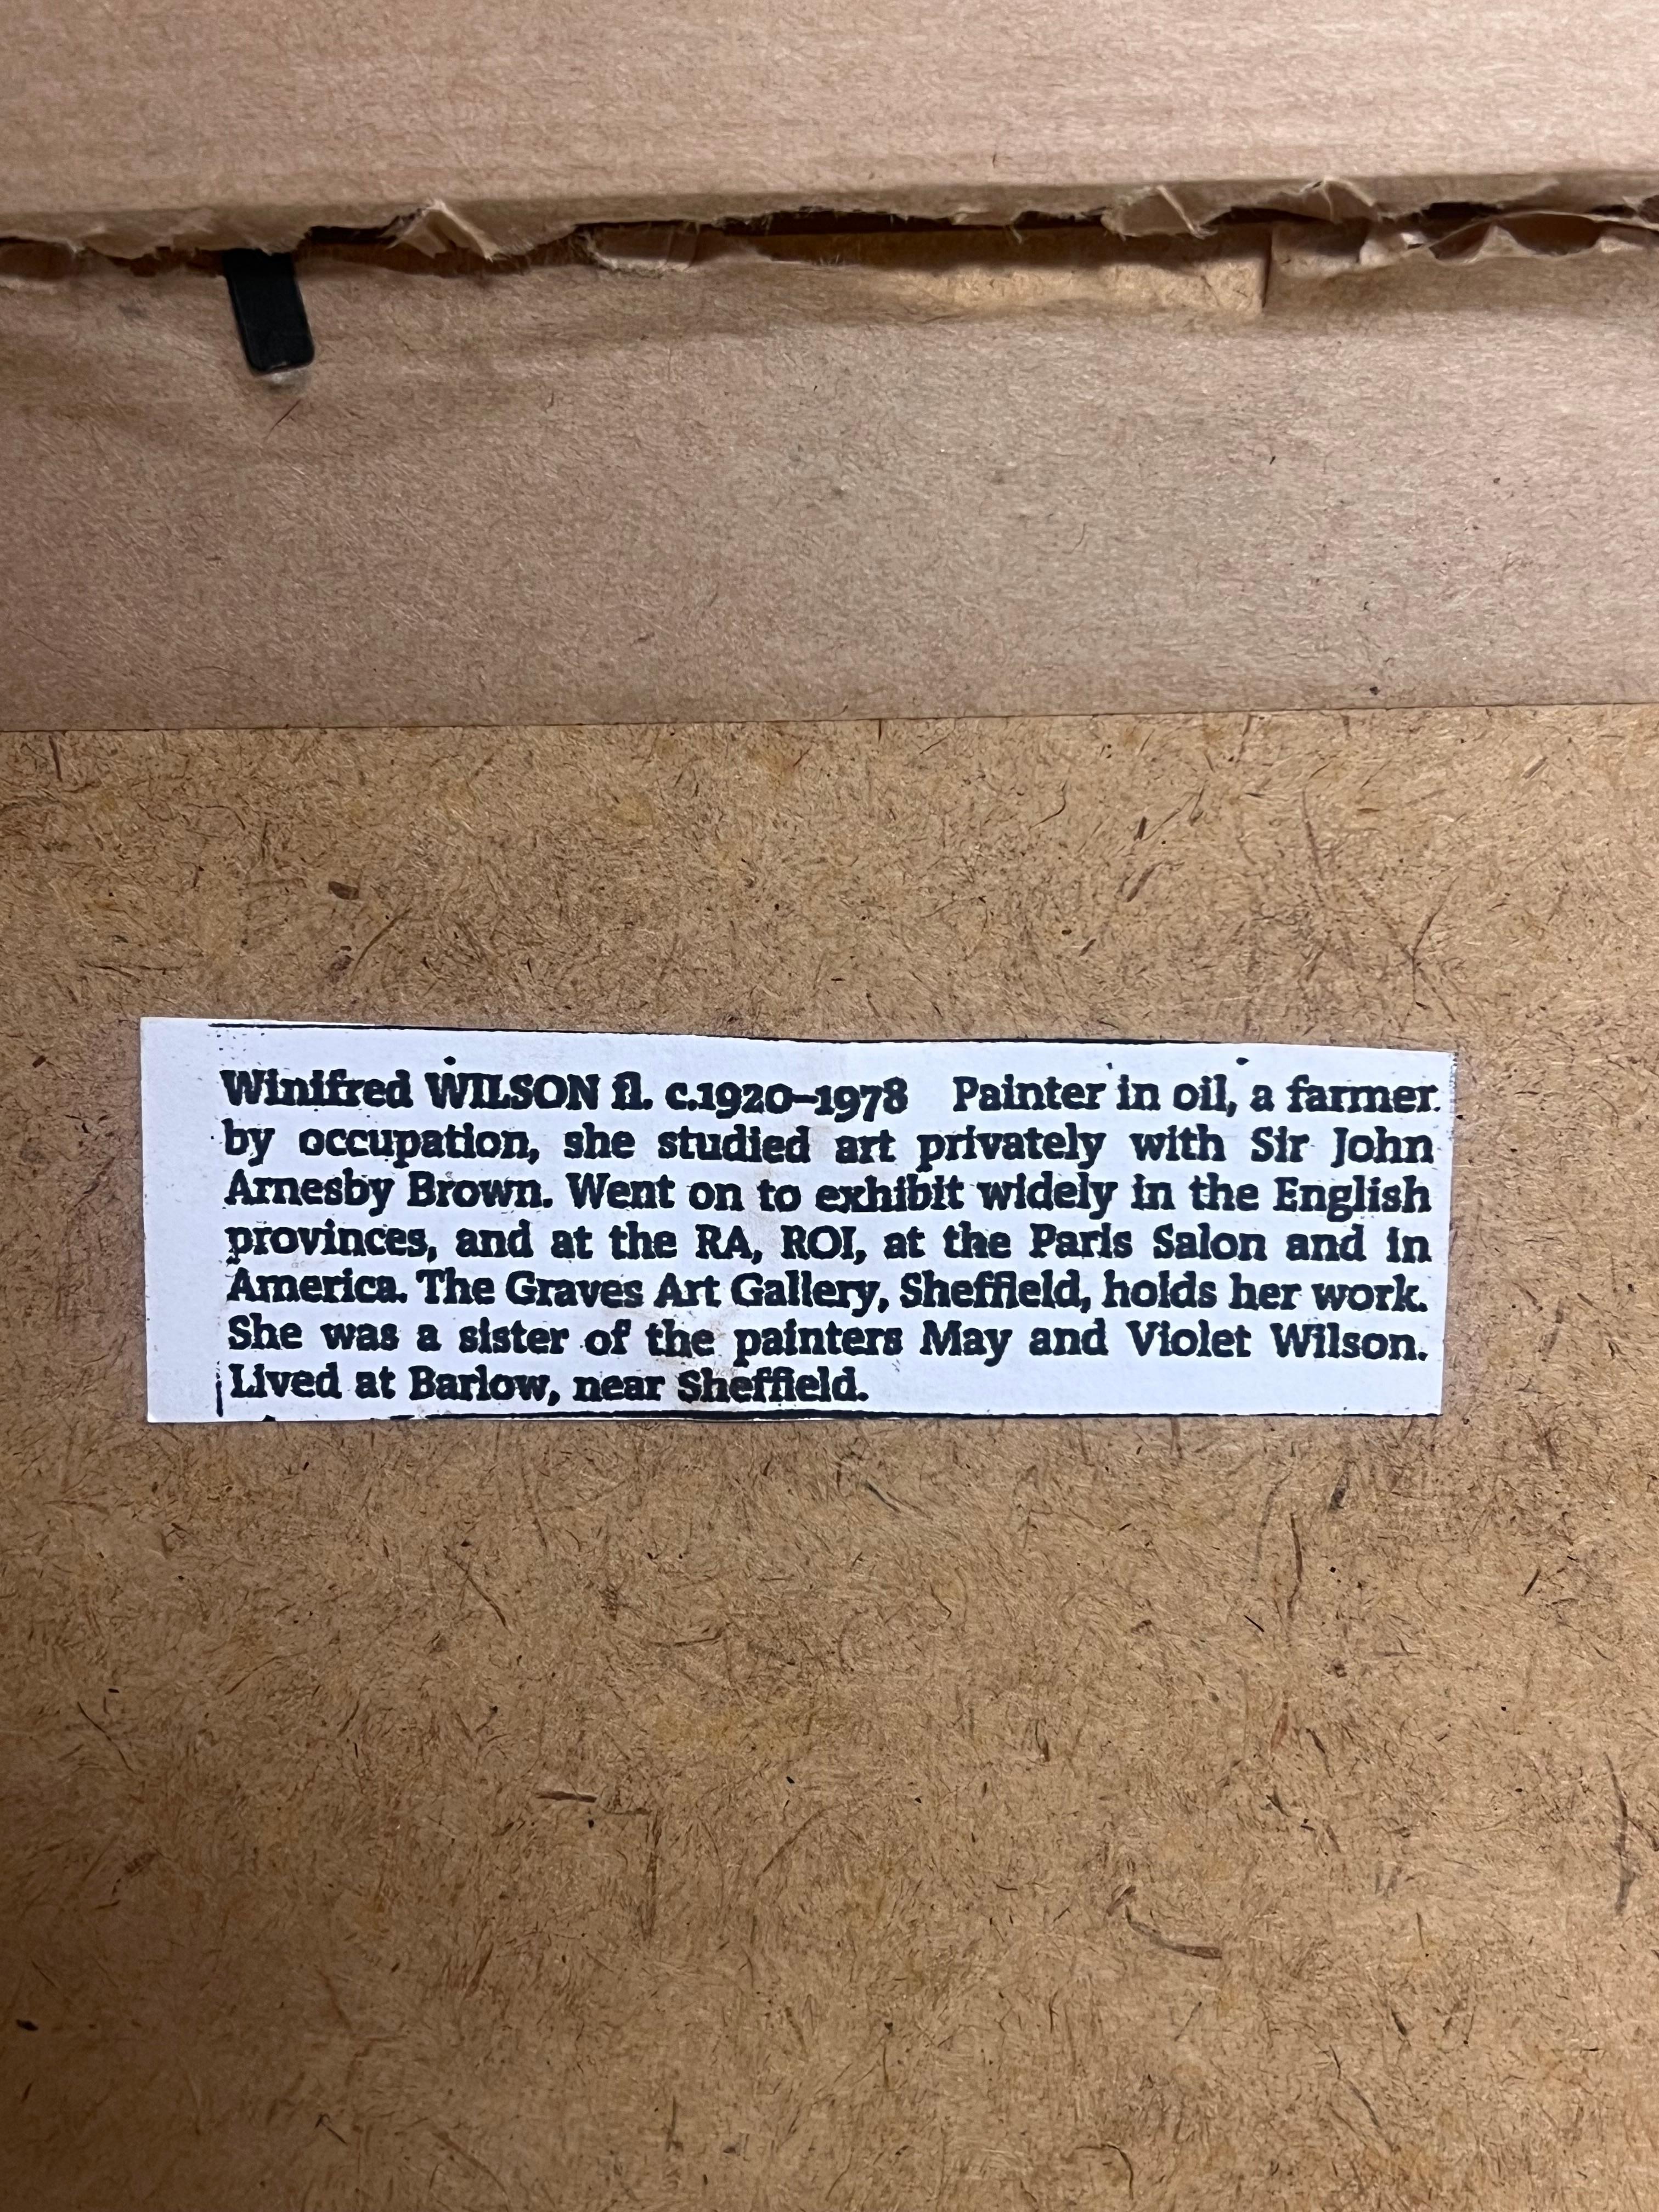 Winifred WILSON fl. c.1920–1978 Painter in oil, a farmer
by occupation, she studied art privately with Sir John
Arnesby Brown. Went on to exhibit widely in the English
provinces, and at the RA, ROI, at the Paris Salon and in
America. The Graves Art Gallery, Sheffield, holds her work.
She was a sister of the painters May and Violet Wilson.
Lived at Barlow, near Sheffield.